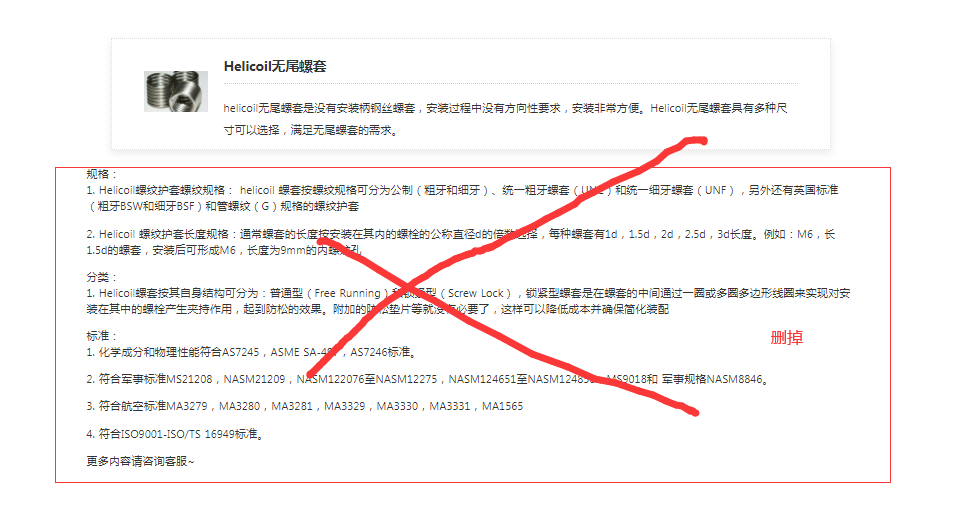 Helicoil无尾螺套
helicoil无尾螺套是没有安装柄钢丝螺套，安装过程中没有方向性要求，安装非常方便。Helicoil无尾螺套具有多种尺
寸可以选择，满足无尾螺套的需求。
规格：
1. Helicoil螺纹护套螺纹规格： helicoil 螺套按螺纹规格可分为公制（粗牙和细牙）、统一粗牙螺套（UNC）和统一细牙螺套（UNF），另外还有英国标准
（粗牙BSW和细牙BSF）和管螺纹（G）规格的螺纹护套
2. Helicoil 螺纹护套长度规格：通常螺套的长度按安装在其内的螺栓的公称直径d的倍数选择，每种螺套有1d，1.5d，2d，2.5d，3d长度。例如：M6，长
1.5d的螺套，安装后可形成M6，长度为9mm的内螺纹孔
分类：
1. Helicoil螺套按其自身结构可分为：普通型（Free Running）和锁紧型（Screw Lock），锁紧型螺套是在螺套的中间通过一圈或多圈多边形线圈来实现对安
装在其中的螺栓产生夹持作用，起到防松的效果。附加的防松垫片等就没有必要了，这样可以降低成本并确保简化装配
删掉
标准：
1. 化学成分和物理性能符合AS7245，ASME SA-，AS7246标准。
2. 符合军事标准MS21208，NASM21209，NASM122076至NASM12275，NASM124651至MS9018和 军事规格NASM8846。
3. 符合航空标准MA3279，MA3280，MA3281，MA3329，MA3330，MA3331，MA1565
4. 符合ISO9001-ISO/TS 16949标准。
更多内容请咨询客服~